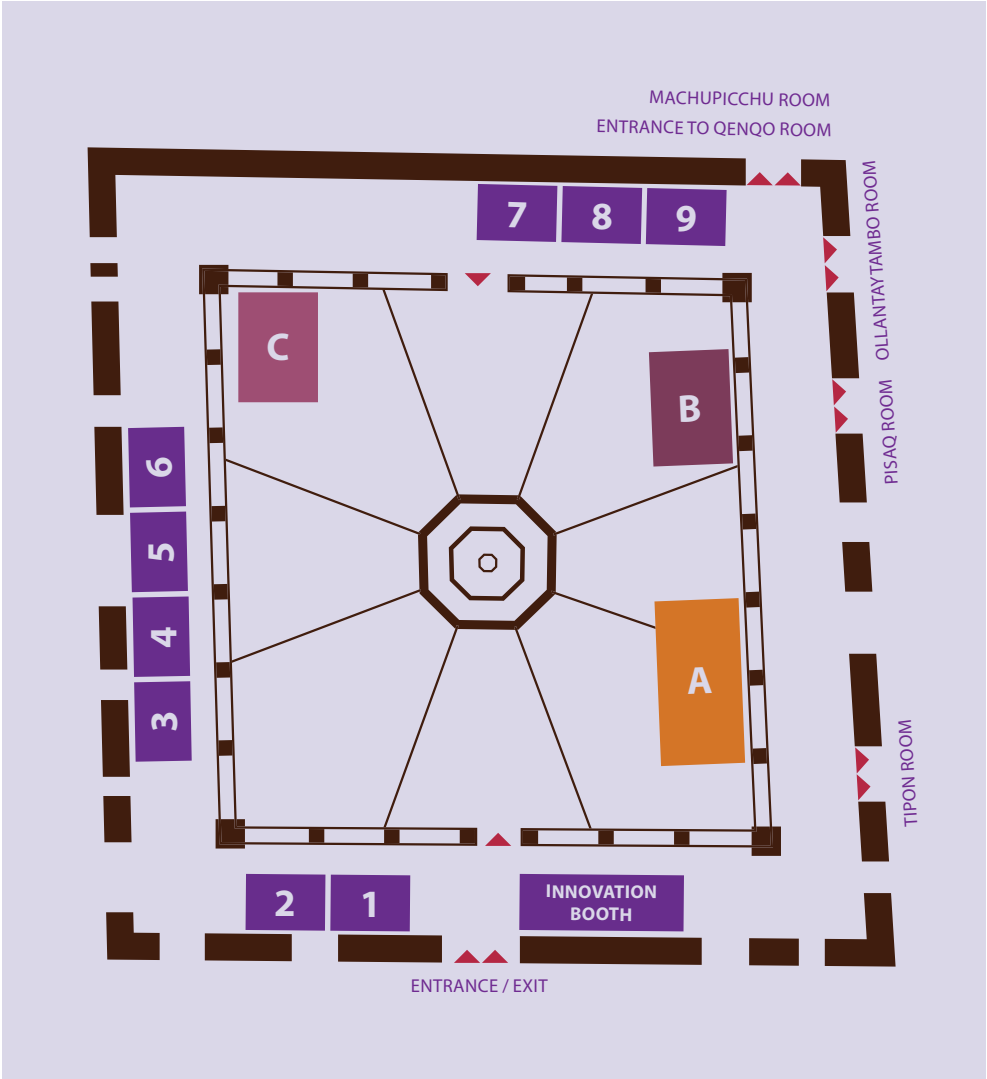 MACHUPICCHU ROOM
ENTRANCE TO QENQO ROOM
OLLANTAYTAMBO ROOM
7
8
9
C
B
PISAQ ROOM
6
5
4
3
A
TIPON ROOM
2
1
INNOVATION
BOOTH
ENTRANCE / EXIT